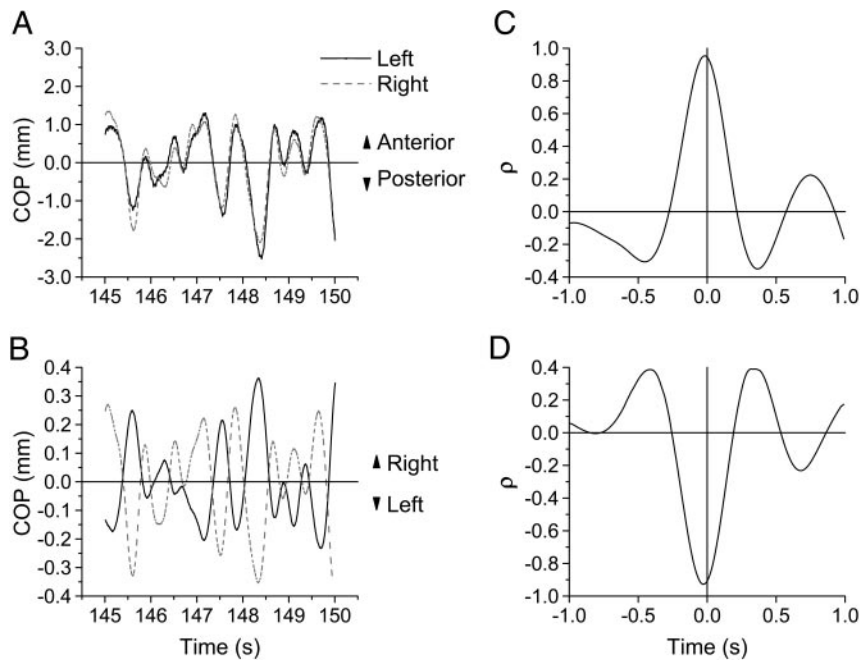 A
3.0
2.0
1.0
0.0
-1.0
-2.0
-3.0
COP (mm)
145 146 147 148 149 150
Left
Right
▲ Anterior
▼ Posterior
C
1.0
0.8
0.6
0.4
0.2
0.0
-0.2
-0.4
ρ
-1.0 -0.5 0.0 0.5 1.0
B
0.4
0.3
0.2
0.1
0.0
-0.1
-0.2
-0.3
-0.4
COP (mm)
145 146 147 148 149 150
Time (s)
▲ Right
▼ Left
D
0.4
0.2
0.0
-0.2
-0.4
-0.6
-0.8
-1.0
ρ
-1.0 -0.5 0.0 0.5 1.0
Time (s)